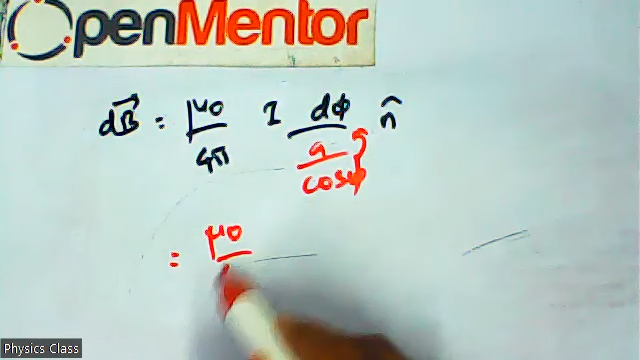 OpenMentor
dB⃗ = μ0/4π I dφ/(a/cosφ) n̂
= μ0
Physics Class